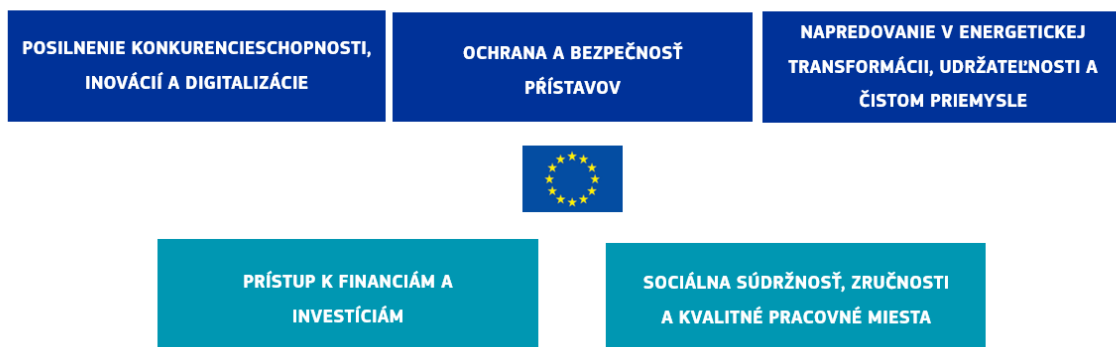 POSILNENIE KONKURENCIESCHOPNOSTI,
INOVÁCIÍ A DIGITALIZÁCIE
OCHRANA A BEZPEČNOSŤ
PŔÍSTAVOV
NAPREDOVANIE V ENERGETICKEJ
TRANSFORMÁCII, UDRŽATEĽNOSTI A
ČISTOM PRIEMYSLE
PRÍSTUP K FINANCIÁM A
INVESTÍCIÁM
SOCIÁLNA SÚDRŽNOSŤ, ZRUČNOSTI
A KVALITNÉ PRACOVNÉ MIESTA